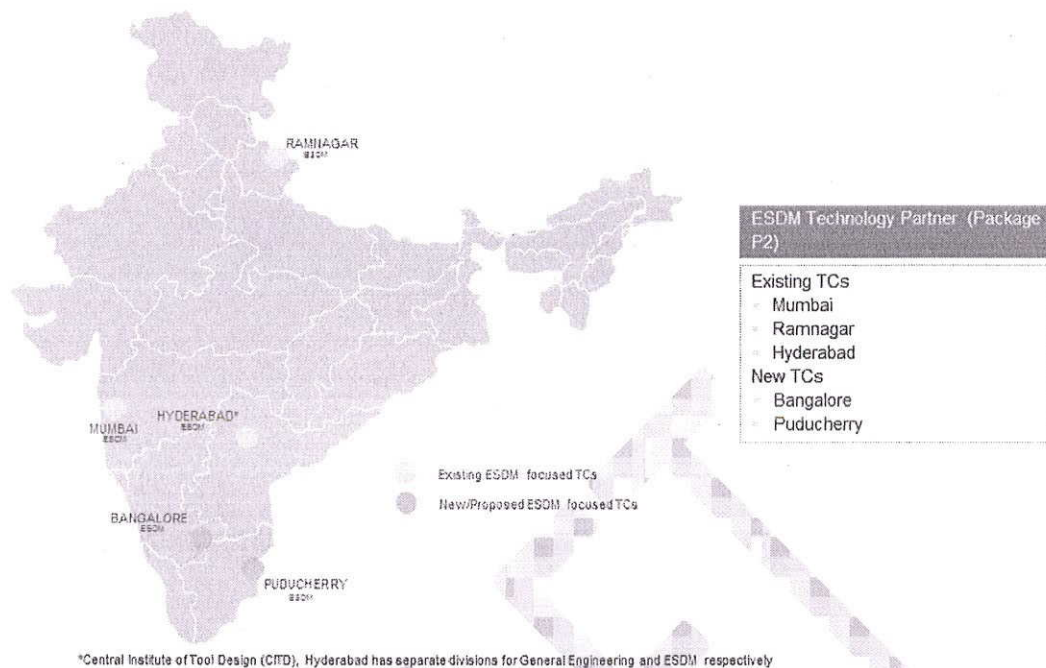 RAMNAGAR
ESDM
ESDM Technology Partner (Package
P2)
Existing TCs
Mumbai
Ramnagar
Hyderabad
New TCs
Bangalore
Puducherry
HYDERABAD*
ESDM
MUMBAI
ESDM
Existing ESDM focused TCs
New/Proposed ESDM focused TCs
BANGALORE
ESDM
PUDUCHERRY
ESDM
*Central Institute of Tool Design (CITD), Hyderabad has separate divisions for General Engineering and ESDM respectively